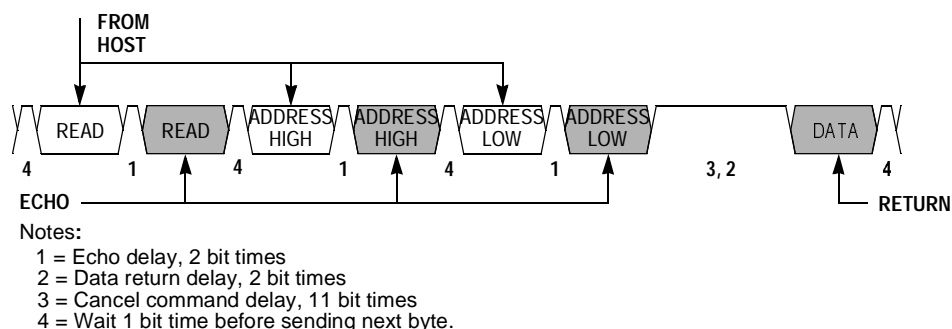 FROM
HOST
READ READ ADDRESS HIGH ADDRESS HIGH ADDRESS LOW ADDRESS LOW DATA
4 1 4 1 4 1 3, 2 4
ECHO RETURN
Notes:
1 = Echo delay, 2 bit times
2 = Data return delay, 2 bit times
3 = Cancel command delay, 11 bit times
4 = Wait 1 bit time before sending next byte.